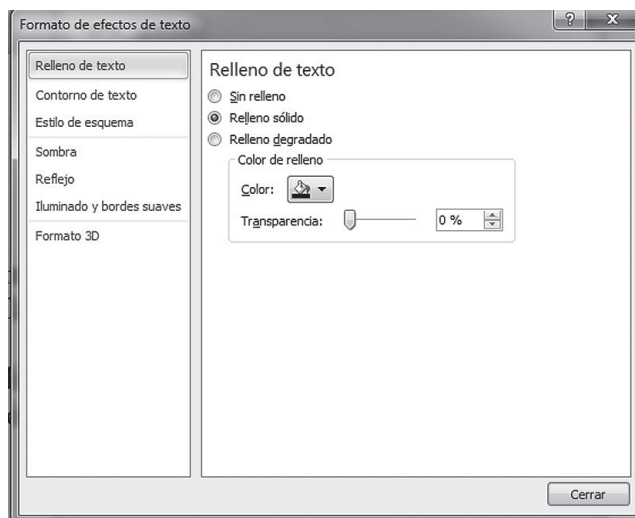 Formato de efectos de texto
Relleno de texto
Contorno de texto
Estilo de esquema
Sombra
Reflejo
Iluminado y bordes suaves
Formato 3D
Relleno de texto
Sin relleno
Relleno sólido
Relleno degradado
Color de relleno
Color:
Transparencia:
0 %
Cerrar